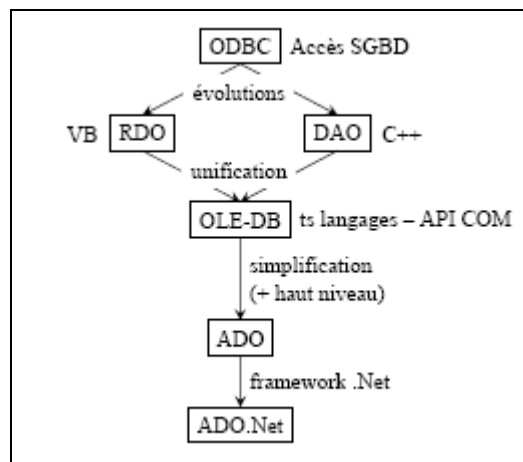 ODBC Accès SGBD
évolutions
VB RDO DAO C++
unification
OLE-DB ts langages – API COM
simplification
(+ haut niveau)
ADO
framework .Net
ADO.Net